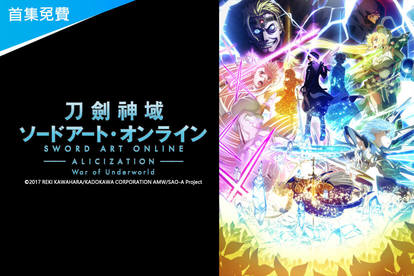 首集免費
刀劍神域
ソードアート・オンライン
SWORD ART ONLINE
ALICIZATION
War of Underworld
©2017 REKI KAWAHARA/KADOKAWA CORPORATION AMW/SAO-A Project